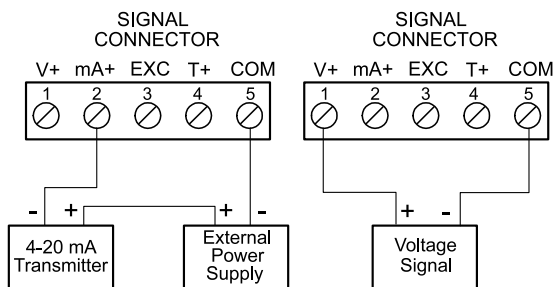 SIGNAL
CONNECTOR
V+ mA+ EXC T+ COM
1 2 3 4 5
- + + -
4-20 mA
Transmitter
External
Power
Supply
SIGNAL
CONNECTOR
V+ mA+ EXC T+ COM
1 2 3 4 5
+ -
Voltage
Signal